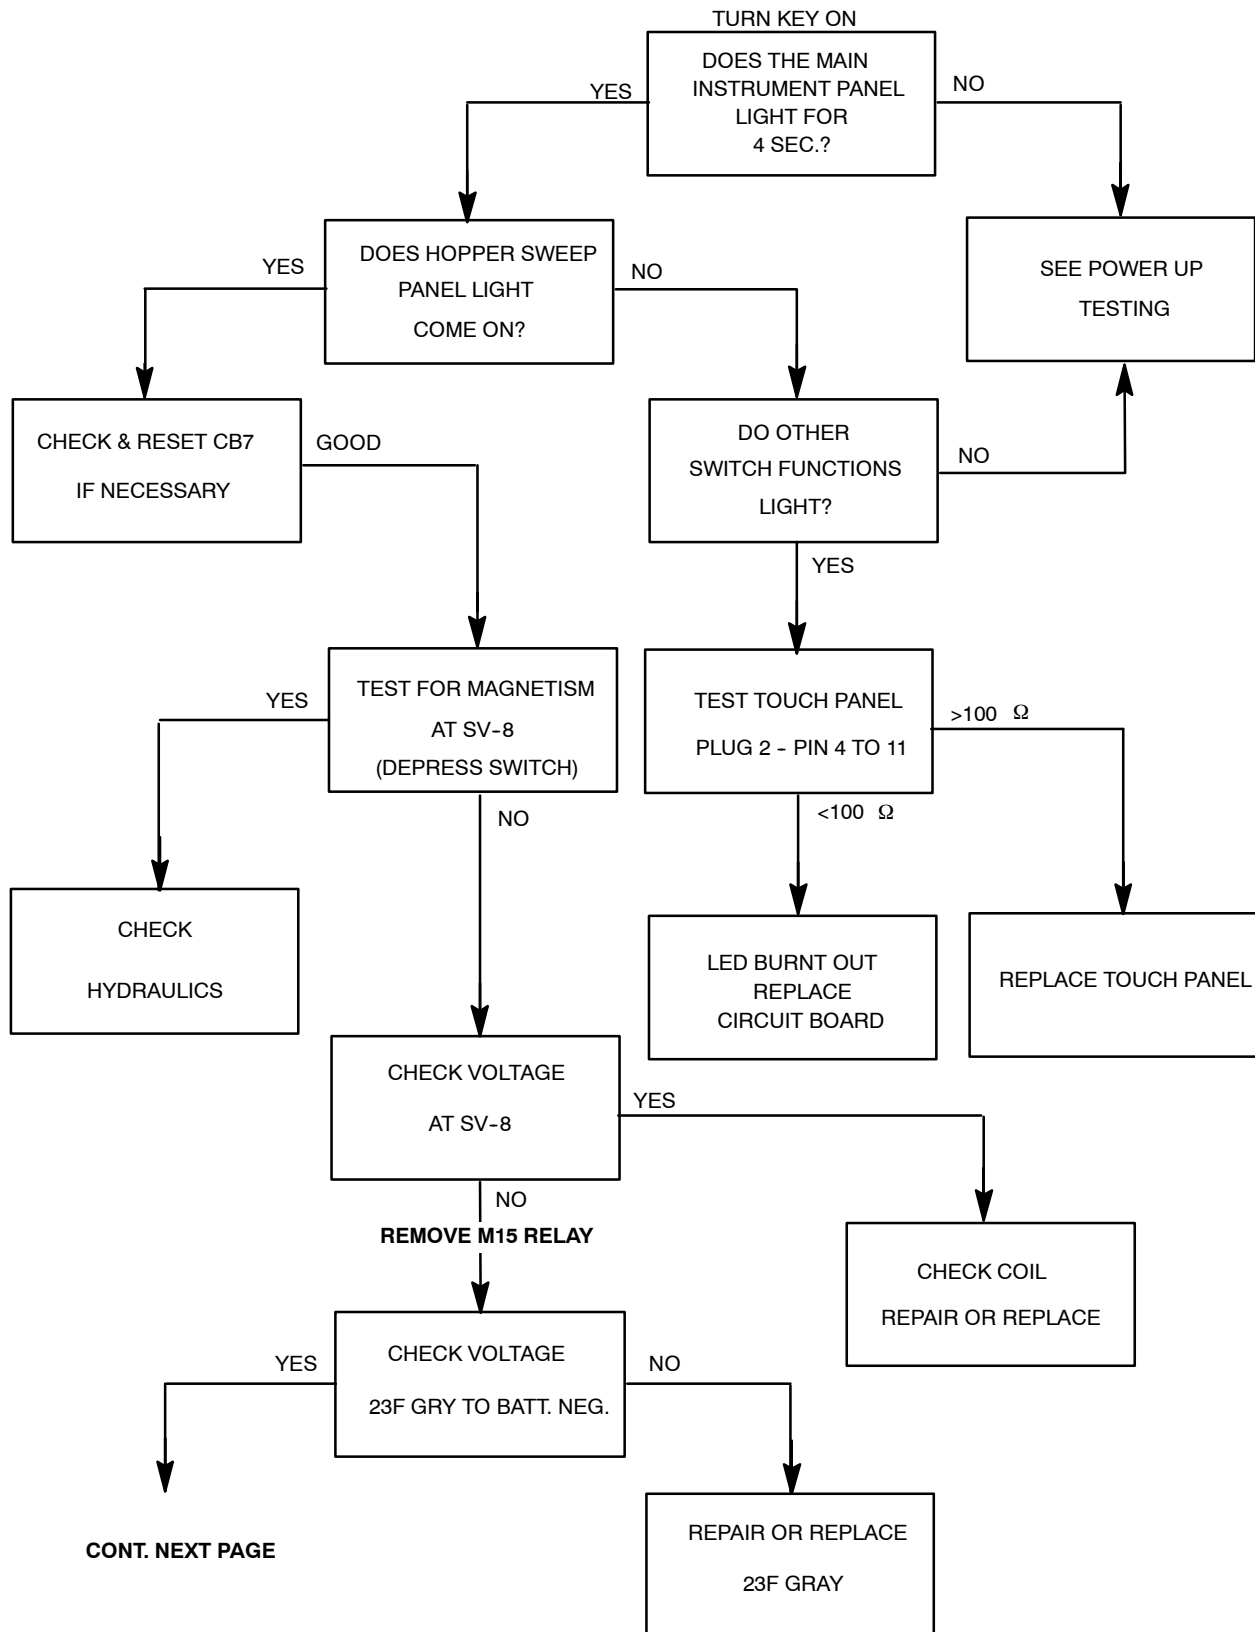 TURN KEY ON
DOES THE MAIN
INSTRUMENT PANEL
LIGHT FOR
4 SEC.?
YES
NO
DOES HOPPER SWEEP
PANEL LIGHT
COME ON?
YES
NO
SEE POWER UP
TESTING
CHECK & RESET CB7
IF NECESSARY
GOOD
DO OTHER
SWITCH FUNCTIONS
LIGHT?
NO
YES
TEST FOR MAGNETISM
AT SV-8
(DEPRESS SWITCH)
YES
NO
TEST TOUCH PANEL
PLUG 2 - PIN 4 TO 11
>100 Ω
<100 Ω
CHECK
HYDRAULICS
LED BURNT OUT
REPLACE
CIRCUIT BOARD
REPLACE TOUCH PANEL
CHECK VOLTAGE
AT SV-8
YES
NO
REMOVE M15 RELAY
CHECK COIL
REPAIR OR REPLACE
CHECK VOLTAGE
23F GRY TO BATT. NEG.
YES
NO
CONT. NEXT PAGE
REPAIR OR REPLACE
23F GRAY